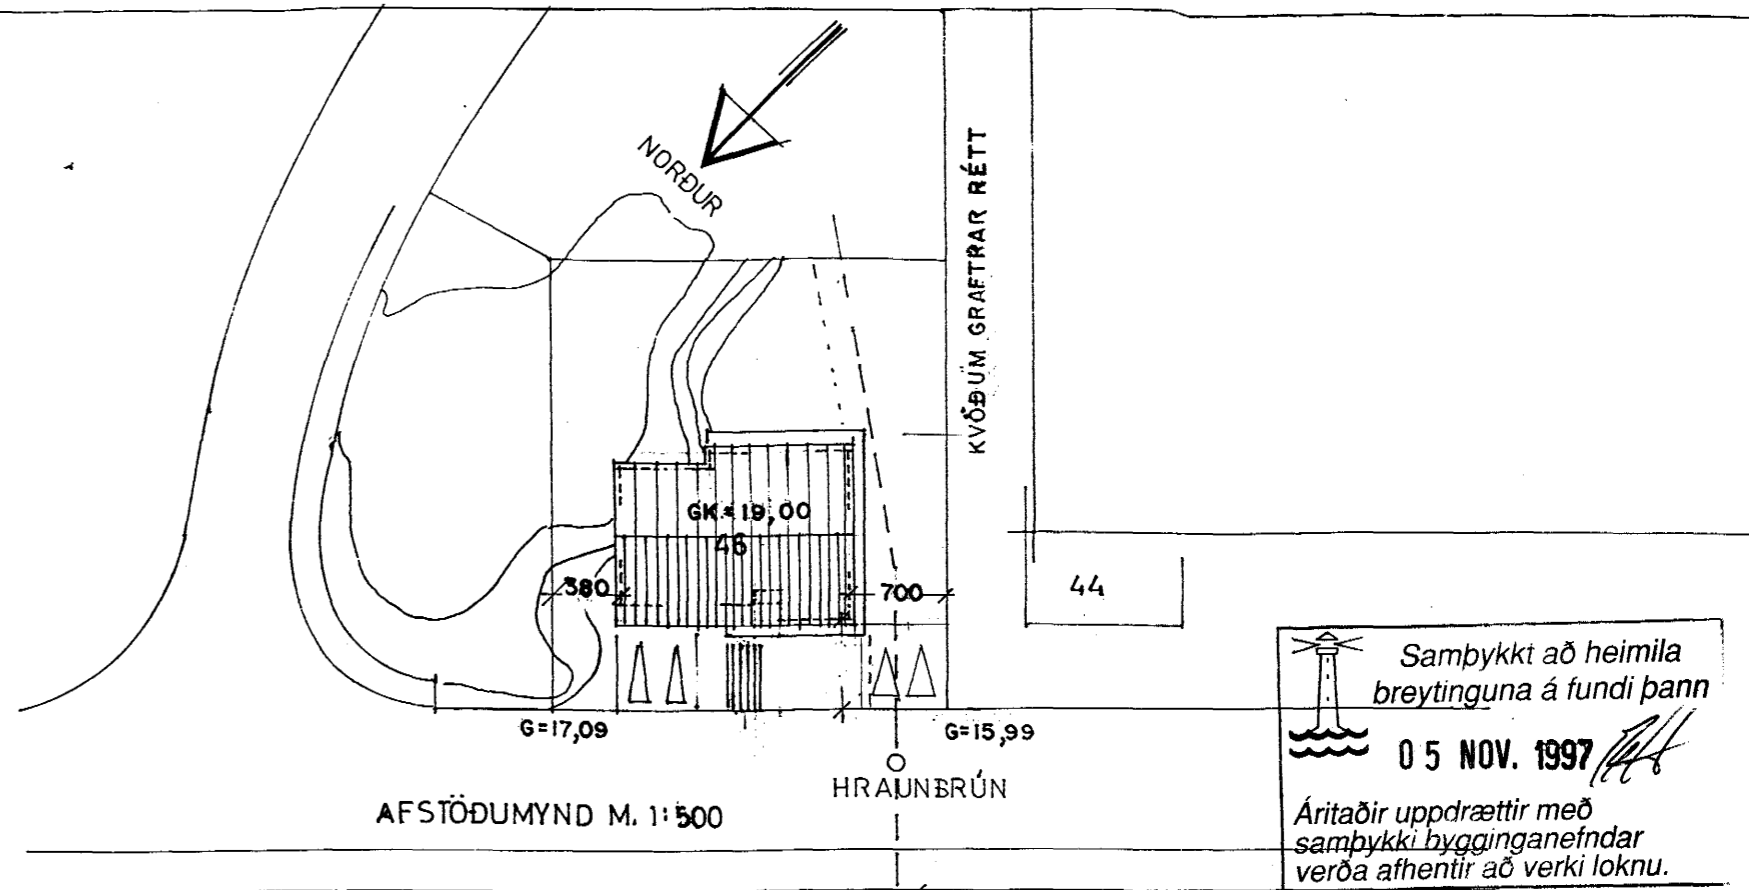 NORÐUR
KVÖÐUM GRAFTRAR RÉTT
GK=19,00
46
380
700
44
G=17,09
G=15,99
HRAUNBRÚN
AFSTÖÐUMYND M. 1:500
Samþykkt að heimila
breytinguna á fundi þann
05 NOV. 1997
Áritaðir uppdrættir með
samþykki bygginganefndar
verða afhentir að verki loknu.